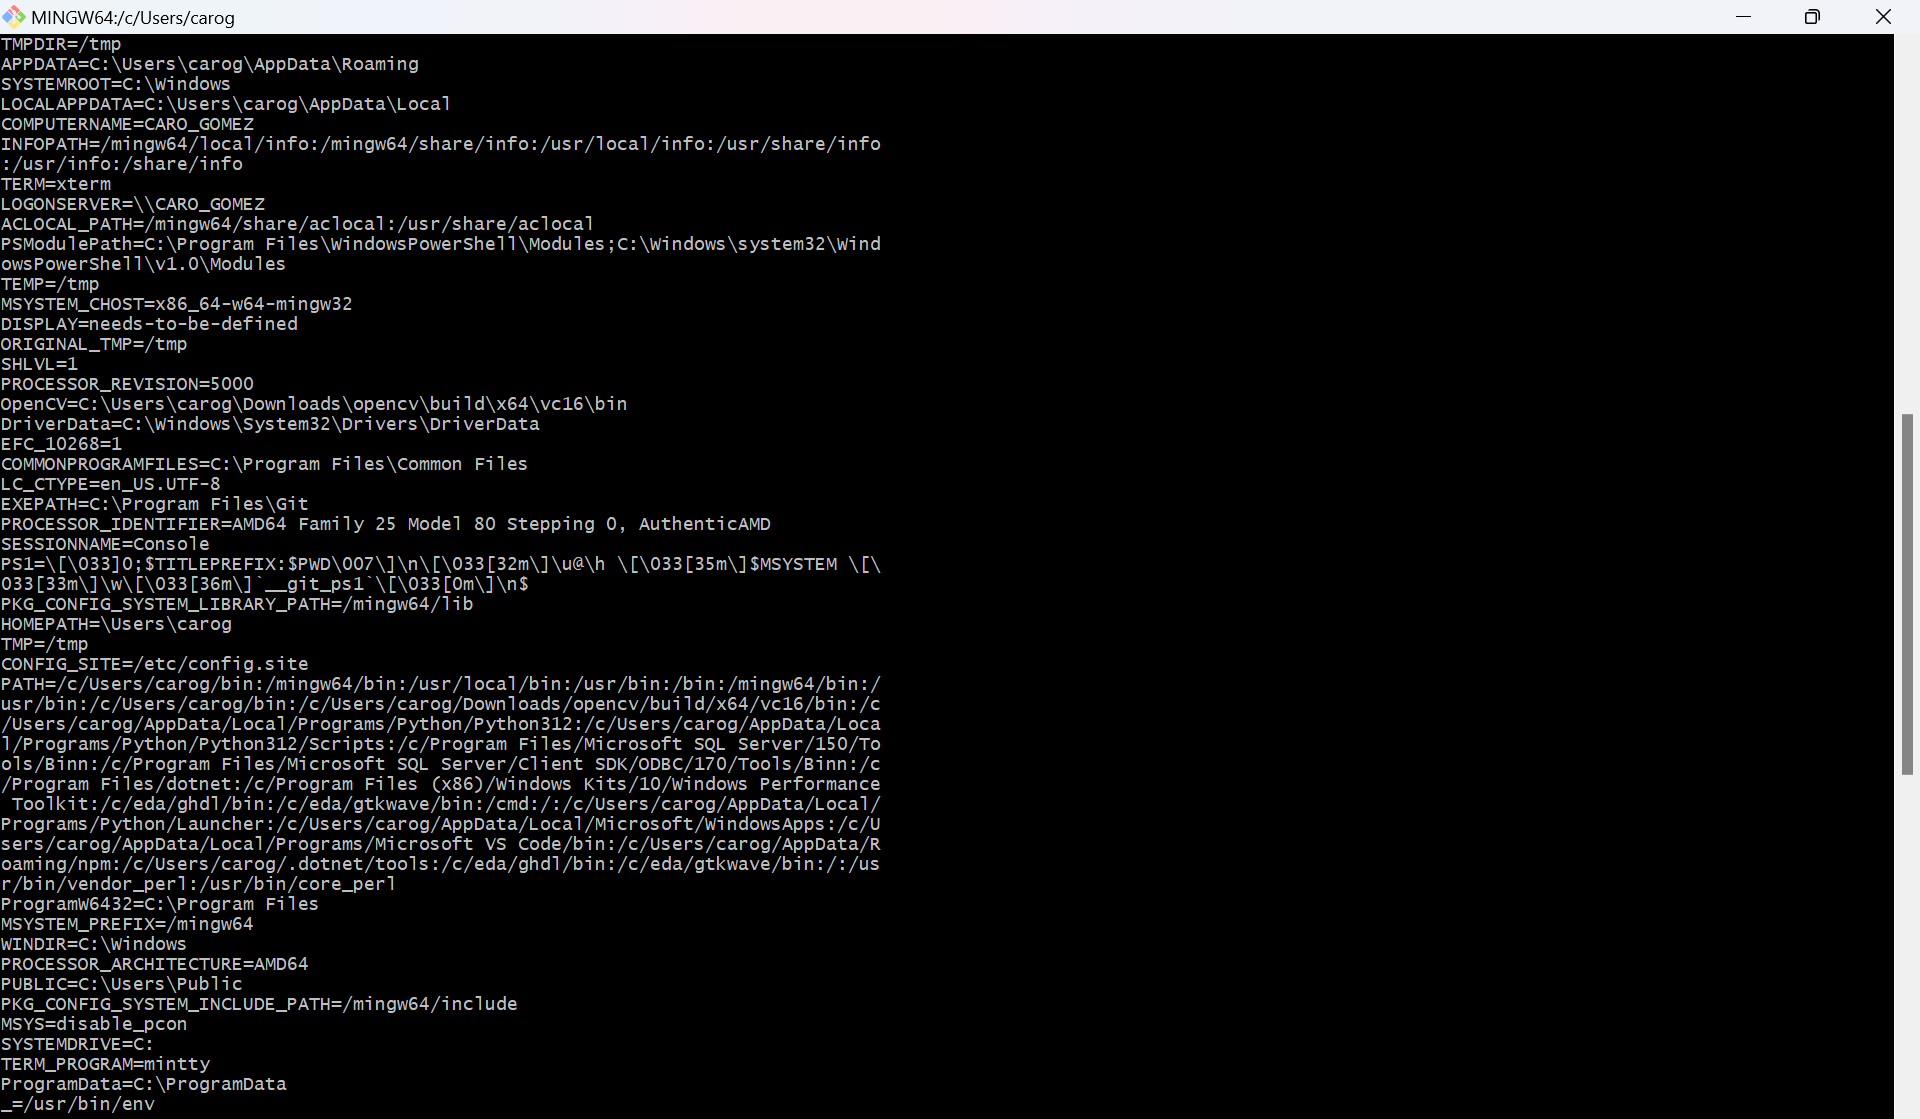 MINGW64:/c/Users/carog
TMPDIR=/tmp
APPDATA=C:\Users\carog\AppData\Roaming
SYSTEMROOT=C:\Windows
LOCALAPPDATA=C:\Users\carog\AppData\Local
COMPUTERNAME=CARO_GOMEZ
INFOPATH=/mingw64/local/info:/mingw64/share/info:/usr/local/info:/usr/share/info
:/usr/info:/share/info
TERM=xterm
LOGONSERVER=\\CARO_GOMEZ
ACLOCAL_PATH=/mingw64/share/aclocal:/usr/share/aclocal
PSModulePath=C:\Program Files\WindowsPowerShell\Modules;C:\Windows\system32\Wind
owsPowerShell\v1.0\Modules
TEMP=/tmp
MSYSTEM_CHOST=x86_64-w64-mingw32
DISPLAY=needs-to-be-defined
ORIGINAL_TMP=/tmp
SHLVL=1
PROCESSOR_REVISION=5000
OpenCV=C:\Users\carog\Downloads\opencv\build\x64\vc16\bin
DriverData=C:\Windows\System32\Drivers\DriverData
EFC_10268=1
COMMONPROGRAMFILES=C:\Program Files\Common Files
LC_CTYPE=en_US.UTF-8
EXEPATH=C:\Program Files\Git
PROCESSOR_IDENTIFIER=AMD64 Family 25 Model 80 Stepping 0, AuthenticAMD
SESSIONNAME=Console
PS1=\[\033]0;$TITLEPREFIX:$PWD\007\]\n\[\033[32m\]\u@\h \[\033[35m\]$MSYSTEM \[\
033[33m\]\w\[\033[36m\]`__git_ps1`\[\033[0m\]\n$
PKG_CONFIG_SYSTEM_LIBRARY_PATH=/mingw64/lib
HOMEPATH=\Users\carog
TMP=/tmp
CONFIG_SITE=/etc/config.site
PATH=/c/Users/carog/bin:/mingw64/bin:/usr/local/bin:/usr/bin:/bin:/mingw64/bin:/
usr/bin:/c/Users/carog/bin:/c/Users/carog/Downloads/opencv/build/x64/vc16/bin:/c
/Users/carog/AppData/Local/Programs/Python/Python312:/c/Users/carog/AppData/Loca
l/Programs/Python/Python312/Scripts:/c/Program Files/Microsoft SQL Server/150/To
ols/Binn:/c/Program Files/Microsoft SQL Server/Client SDK/ODBC/170/Tools/Binn:/c
/Program Files/dotnet:/c/Program Files (x86)/Windows Kits/10/Windows Performance
 Toolkit:/c/eda/ghdl/bin:/c/eda/gtkwave/bin:/cmd:/:/c/Users/carog/AppData/Local/
Programs/Python/Launcher:/c/Users/carog/AppData/Local/Microsoft/WindowsApps:/c/U
sers/carog/AppData/Local/Programs/Microsoft VS Code/bin:/c/Users/carog/AppData/R
oaming/npm:/c/Users/carog/.dotnet/tools:/c/eda/ghdl/bin:/c/eda/gtkwave/bin:/:/us
r/bin/vendor_perl:/usr/bin/core_perl
ProgramW6432=C:\Program Files
MSYSTEM_PREFIX=/mingw64
WINDIR=C:\Windows
PROCESSOR_ARCHITECTURE=AMD64
PUBLIC=C:\Users\Public
PKG_CONFIG_SYSTEM_INCLUDE_PATH=/mingw64/include
MSYS=disable_pcon
SYSTEMDRIVE=C:
TERM_PROGRAM=mintty
ProgramData=C:\ProgramData
_=/usr/bin/env